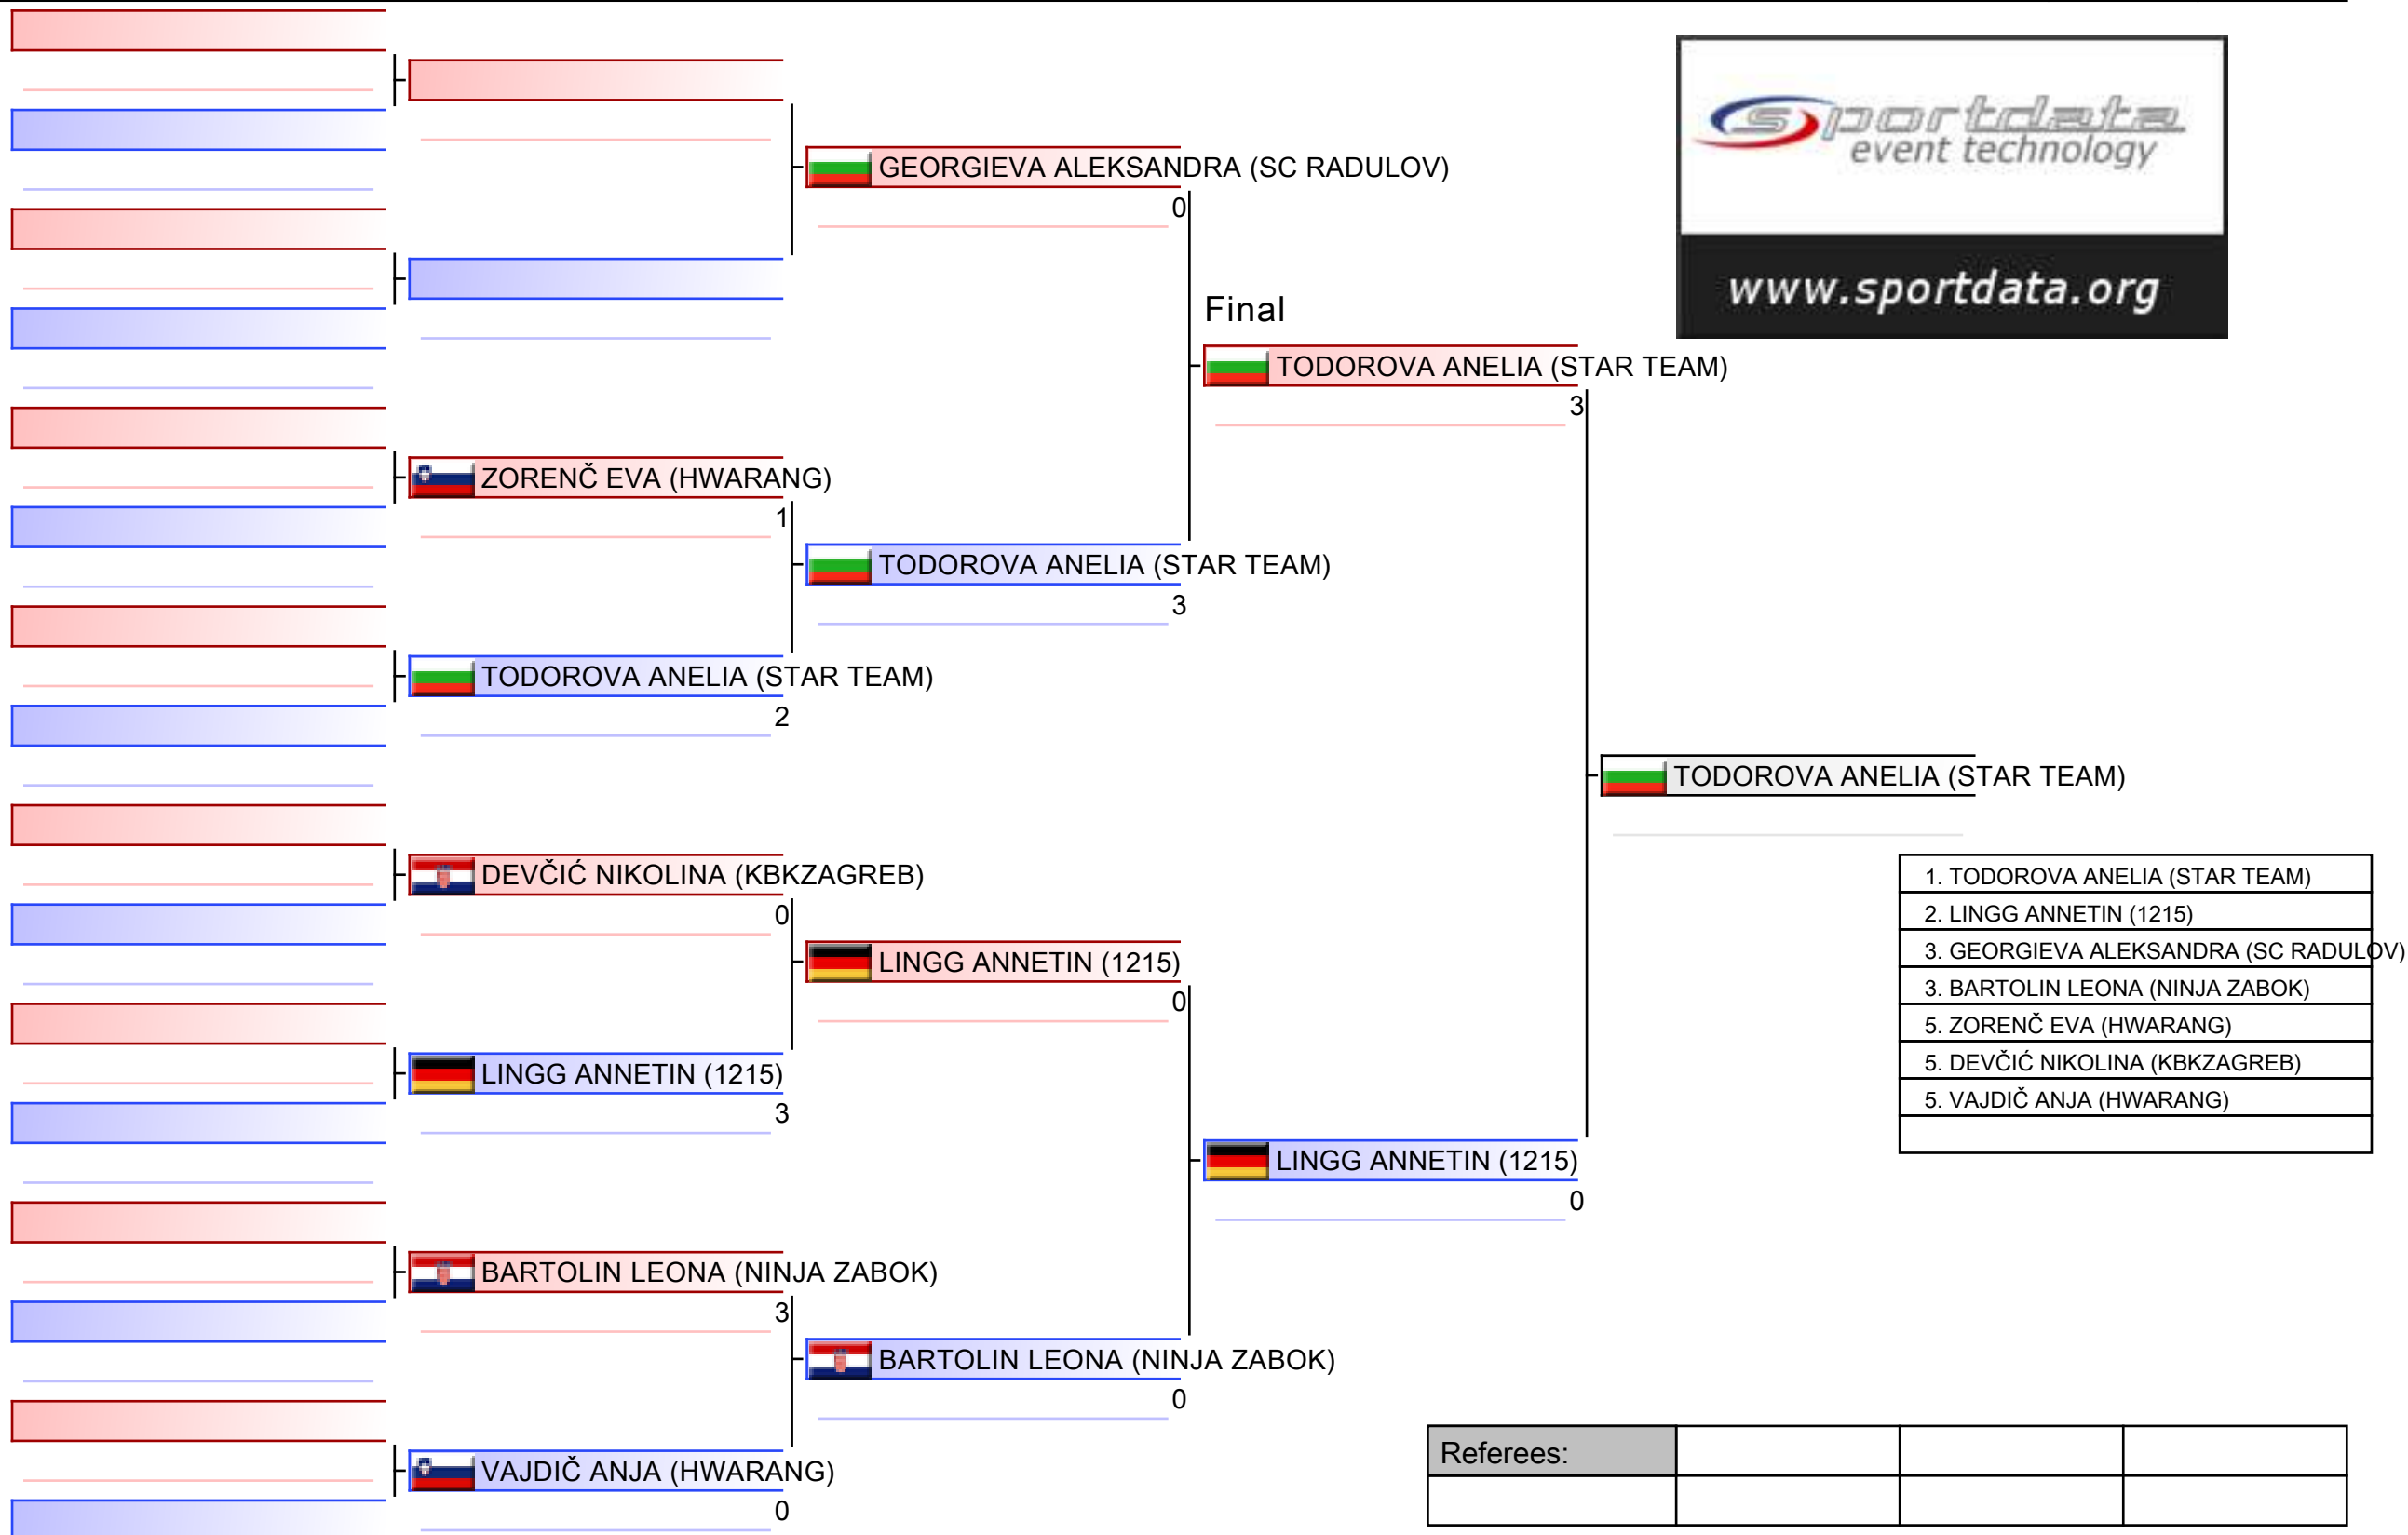 sportdata
event technology
www.sportdata.org
GEORGIEVA ALEKSANDRA (SC RADULOV)
0
Final
TODOROVA ANELIA (STAR TEAM)
3
ZORENČ EVA (HWARANG)
1
TODOROVA ANELIA (STAR TEAM)
3
TODOROVA ANELIA (STAR TEAM)
2
TODOROVA ANELIA (STAR TEAM)
DEVČIĆ NIKOLINA (KBKZAGREB)
0
LINGG ANNETIN (1215)
0
LINGG ANNETIN (1215)
3
1. TODOROVA ANELIA (STAR TEAM)
2. LINGG ANNETIN (1215)
3. GEORGIEVA ALEKSANDRA (SC RADULOV)
3. BARTOLIN LEONA (NINJA ZABOK)
5. ZORENČ EVA (HWARANG)
5. DEVČIĆ NIKOLINA (KBKZAGREB)
5. VAJDIČ ANJA (HWARANG)
LINGG ANNETIN (1215)
0
BARTOLIN LEONA (NINJA ZABOK)
3
BARTOLIN LEONA (NINJA ZABOK)
0
VAJDIČ ANJA (HWARANG)
0
Referees: